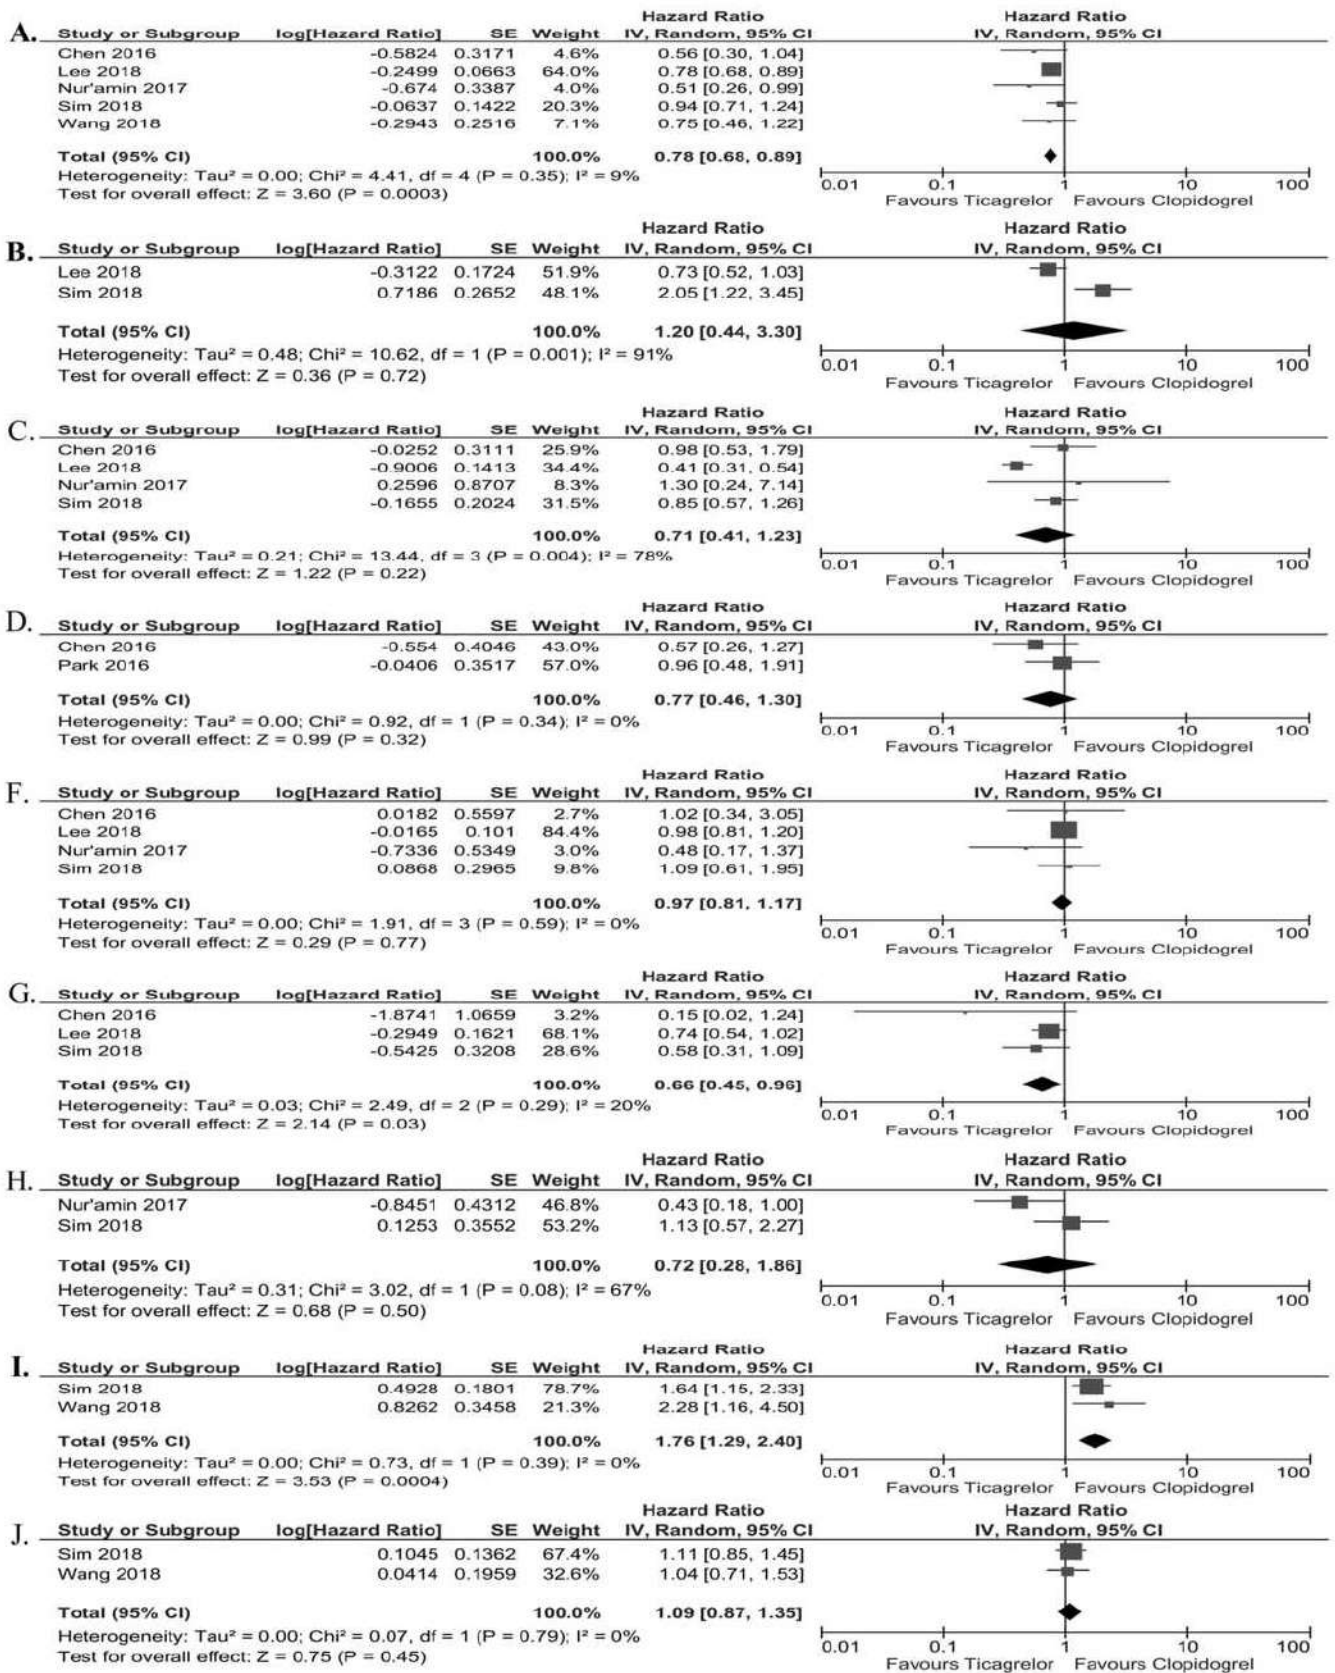 Hazard Ratio Hazard Ratio
A. Study or Subgroup log[Hazard Ratio] SE Weight IV, Random, 95% CI IV, Random, 95% CI
Chen 2016 -0.5824 0.3171 4.6% 0.56 [0.30, 1.04]
Lee 2018 -0.2499 0.0663 64.0% 0.78 [0.68, 0.89]
Nur'amin 2017 -0.674 0.3387 4.0% 0.51 [0.26, 0.99]
Sim 2018 -0.0637 0.1422 20.3% 0.94 [0.71, 1.24]
Wang 2018 -0.2943 0.2516 7.1% 0.75 [0.46, 1.22]
Total (95% CI) 100.0% 0.78 [0.68, 0.89]
Heterogeneity: Tau² = 0.00; Chi² = 4.41, df = 4 (P = 0.35); I² = 9%
Test for overall effect: Z = 3.60 (P = 0.0003)
0.01 0.1 1 10 100
Favours Ticagrelor Favours Clopidogrel
Hazard Ratio Hazard Ratio
B. Study or Subgroup log[Hazard Ratio] SE Weight IV, Random, 95% CI IV, Random, 95% CI
Lee 2018 -0.3122 0.1724 51.9% 0.73 [0.52, 1.03]
Sim 2018 0.7186 0.2652 48.1% 2.05 [1.22, 3.45]
Total (95% CI) 100.0% 1.20 [0.44, 3.30]
Heterogeneity: Tau² = 0.48; Chi² = 10.62, df = 1 (P = 0.001); I² = 91%
Test for overall effect: Z = 0.36 (P = 0.72)
0.01 0.1 1 10 100
Favours Ticagrelor Favours Clopidogrel
Hazard Ratio Hazard Ratio
C. Study or Subgroup log[Hazard Ratio] SE Weight IV, Random, 95% CI IV, Random, 95% CI
Chen 2016 -0.0252 0.3111 25.9% 0.98 [0.53, 1.79]
Lee 2018 -0.9006 0.1413 34.4% 0.41 [0.31, 0.54]
Nur'amin 2017 0.2596 0.8707 8.3% 1.30 [0.24, 7.14]
Sim 2018 -0.1655 0.2024 31.5% 0.85 [0.57, 1.26]
Total (95% CI) 100.0% 0.71 [0.41, 1.23]
Heterogeneity: Tau² = 0.21; Chi² = 13.44, df = 3 (P = 0.004); I² = 78%
Test for overall effect: Z = 1.22 (P = 0.22)
0.01 0.1 1 10 100
Favours Ticagrelor Favours Clopidogrel
Hazard Ratio Hazard Ratio
D. Study or Subgroup log[Hazard Ratio] SE Weight IV, Random, 95% CI IV, Random, 95% CI
Chen 2016 -0.554 0.4046 43.0% 0.57 [0.26, 1.27]
Park 2016 -0.0406 0.3517 57.0% 0.96 [0.48, 1.91]
Total (95% CI) 100.0% 0.77 [0.46, 1.30]
Heterogeneity: Tau² = 0.00; Chi² = 0.92, df = 1 (P = 0.34); I² = 0%
Test for overall effect: Z = 0.99 (P = 0.32)
0.01 0.1 1 10 100
Favours Ticagrelor Favours Clopidogrel
Hazard Ratio Hazard Ratio
F. Study or Subgroup log[Hazard Ratio] SE Weight IV, Random, 95% CI IV, Random, 95% CI
Chen 2016 0.0182 0.5597 2.7% 1.02 [0.34, 3.05]
Lee 2018 -0.0165 0.101 84.4% 0.98 [0.81, 1.20]
Nur'amin 2017 -0.7336 0.5349 3.0% 0.48 [0.17, 1.37]
Sim 2018 0.0868 0.2965 9.8% 1.09 [0.61, 1.95]
Total (95% CI) 100.0% 0.97 [0.81, 1.17]
Heterogeneity: Tau² = 0.00; Chi² = 1.91, df = 3 (P = 0.59); I² = 0%
Test for overall effect: Z = 0.29 (P = 0.77)
0.01 0.1 1 10 100
Favours Ticagrelor Favours Clopidogrel
Hazard Ratio Hazard Ratio
G. Study or Subgroup log[Hazard Ratio] SE Weight IV, Random, 95% CI IV, Random, 95% CI
Chen 2016 -1.8741 1.0659 3.2% 0.15 [0.02, 1.24]
Lee 2018 -0.2949 0.1621 68.1% 0.74 [0.54, 1.02]
Sim 2018 -0.5425 0.3208 28.6% 0.58 [0.31, 1.09]
Total (95% CI) 100.0% 0.66 [0.45, 0.96]
Heterogeneity: Tau² = 0.03; Chi² = 2.49, df = 2 (P = 0.29); I² = 20%
Test for overall effect: Z = 2.14 (P = 0.03)
0.01 0.1 1 10 100
Favours Ticagrelor Favours Clopidogrel
Hazard Ratio Hazard Ratio
H. Study or Subgroup log[Hazard Ratio] SE Weight IV, Random, 95% CI IV, Random, 95% CI
Nur'amin 2017 -0.8451 0.4312 46.8% 0.43 [0.18, 1.00]
Sim 2018 0.1253 0.3552 53.2% 1.13 [0.57, 2.27]
Total (95% CI) 100.0% 0.72 [0.28, 1.86]
Heterogeneity: Tau² = 0.31; Chi² = 3.02, df = 1 (P = 0.08); I² = 67%
Test for overall effect: Z = 0.68 (P = 0.50)
0.01 0.1 1 10 100
Favours Ticagrelor Favours Clopidogrel
Hazard Ratio Hazard Ratio
I. Study or Subgroup log[Hazard Ratio] SE Weight IV, Random, 95% CI IV, Random, 95% CI
Sim 2018 0.4928 0.1801 78.7% 1.64 [1.15, 2.33]
Wang 2018 0.8262 0.3458 21.3% 2.28 [1.16, 4.50]
Total (95% CI) 100.0% 1.76 [1.29, 2.40]
Heterogeneity: Tau² = 0.00; Chi² = 0.73, df = 1 (P = 0.39); I² = 0%
Test for overall effect: Z = 3.53 (P = 0.0004)
0.01 0.1 1 10 100
Favours Ticagrelor Favours Clopidogrel
Hazard Ratio Hazard Ratio
J. Study or Subgroup log[Hazard Ratio] SE Weight IV, Random, 95% CI IV, Random, 95% CI
Sim 2018 0.1045 0.1362 67.4% 1.11 [0.85, 1.45]
Wang 2018 0.0414 0.1959 32.6% 1.04 [0.71, 1.53]
Total (95% CI) 100.0% 1.09 [0.87, 1.35]
Heterogeneity: Tau² = 0.00; Chi² = 0.07, df = 1 (P = 0.79); I² = 0%
Test for overall effect: Z = 0.75 (P = 0.45)
0.01 0.1 1 10 100
Favours Ticagrelor Favours Clopidogrel